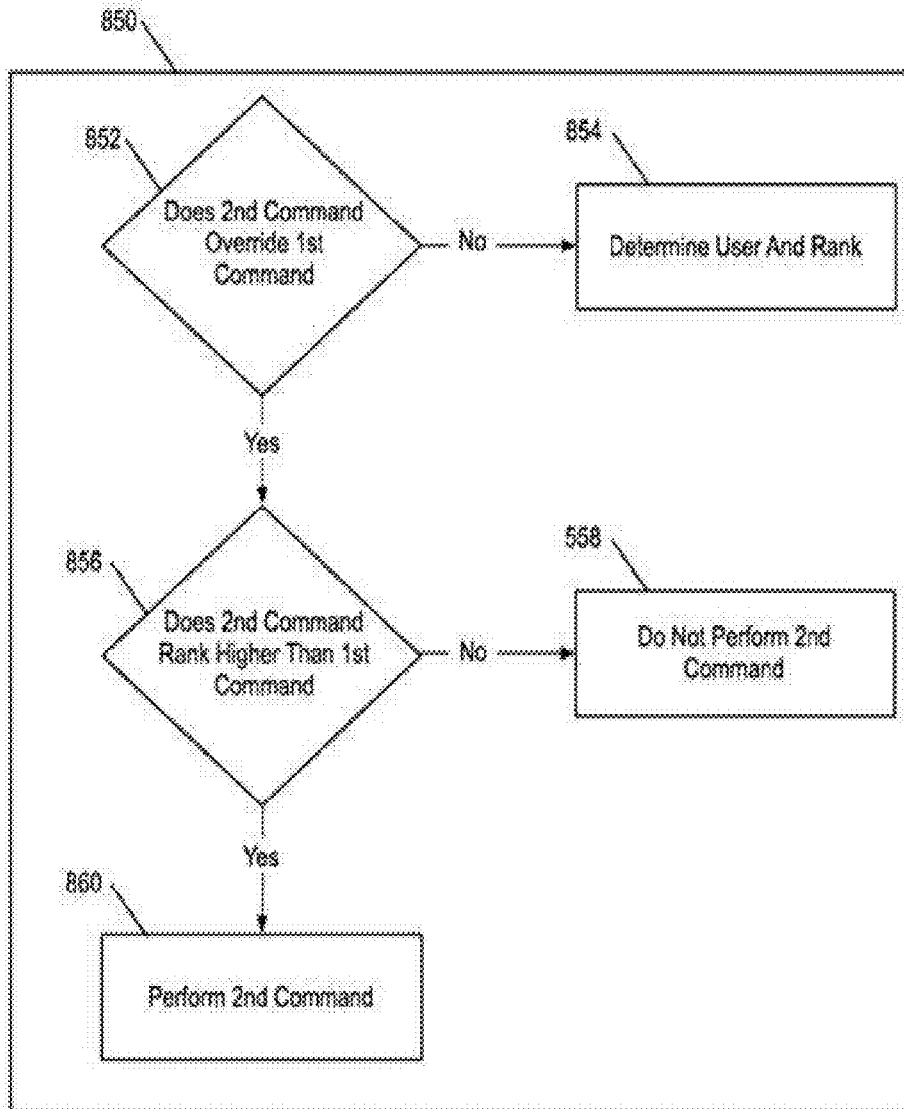 850
852
Does 2nd Command
Override 1st
Command
No
854
Determine User And Rank
Yes
856
Does 2nd Command
Rank Higher Than 1st
Command
No
558
Do Not Perform 2nd
Command
Yes
860
Perform 2nd Command